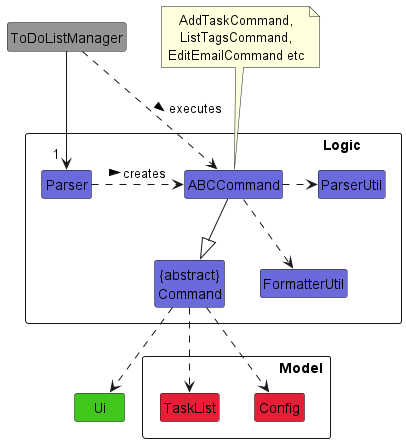 ToDoListManager
AddTaskCommand,
ListTagsCommand,
EditEmailCommand etc
executes
1
Logic
Parser
creates
ABCCommand
ParserUtil
{abstract}
Command
FormatterUtil
Model
Ui
TaskList
Config